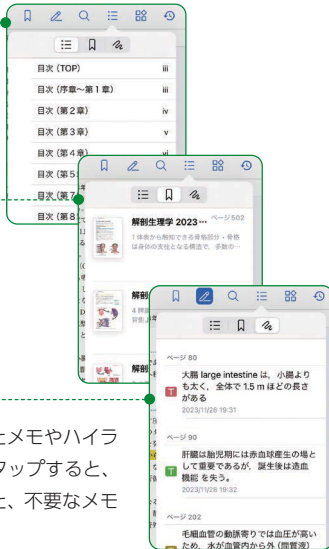 目次 (TOP) iii
目次 (序章〜第1章) iii
目次 (第2章) iv
目次 (第3章) v
目次 (第4章) vi
目次 (第5
目次 (第7
目次 (第8
解剖生理学 2023… ページ502
1 体表から触知できる骨格部分・骨格
は身体の支柱となる構造で、多数の…
解剖
解剖
ページ 80
大腸 large intestine は，小腸より
も太く，全体で 1.5 m ほどの長さ
がある
2023/11/28 19:31
ページ 90
肝臓は胎児期には赤血球産生の場と
して重要であるが，誕生後は造血
機能 を失う。
2023/11/28 19:32
ページ 202
毛細血管の動脈寄りでは血圧が高い
ため，水が血管内から外 (間質液)
たメモやハイラ
タップすると、
と、不要なメモ